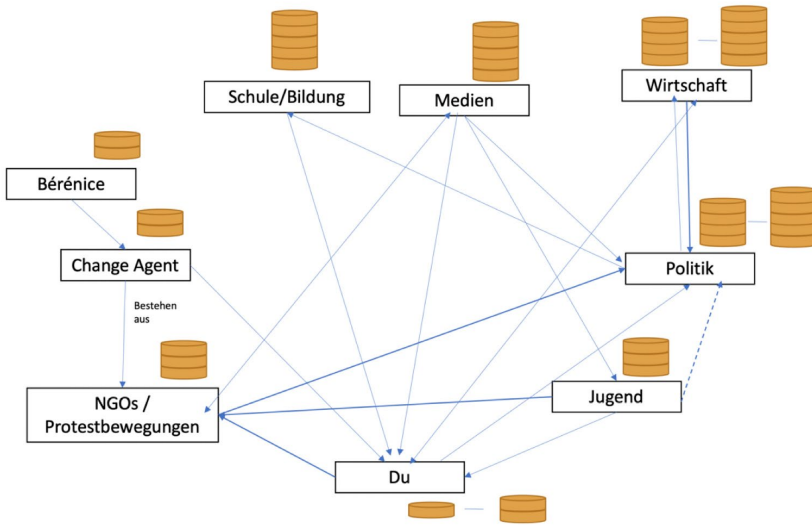 Schule/Bildung
Medien
Wirtschaft
Bérénice
Change Agent
Politik
Bestehen
aus
NGOs /
Protestbewegungen
Jugend
Du